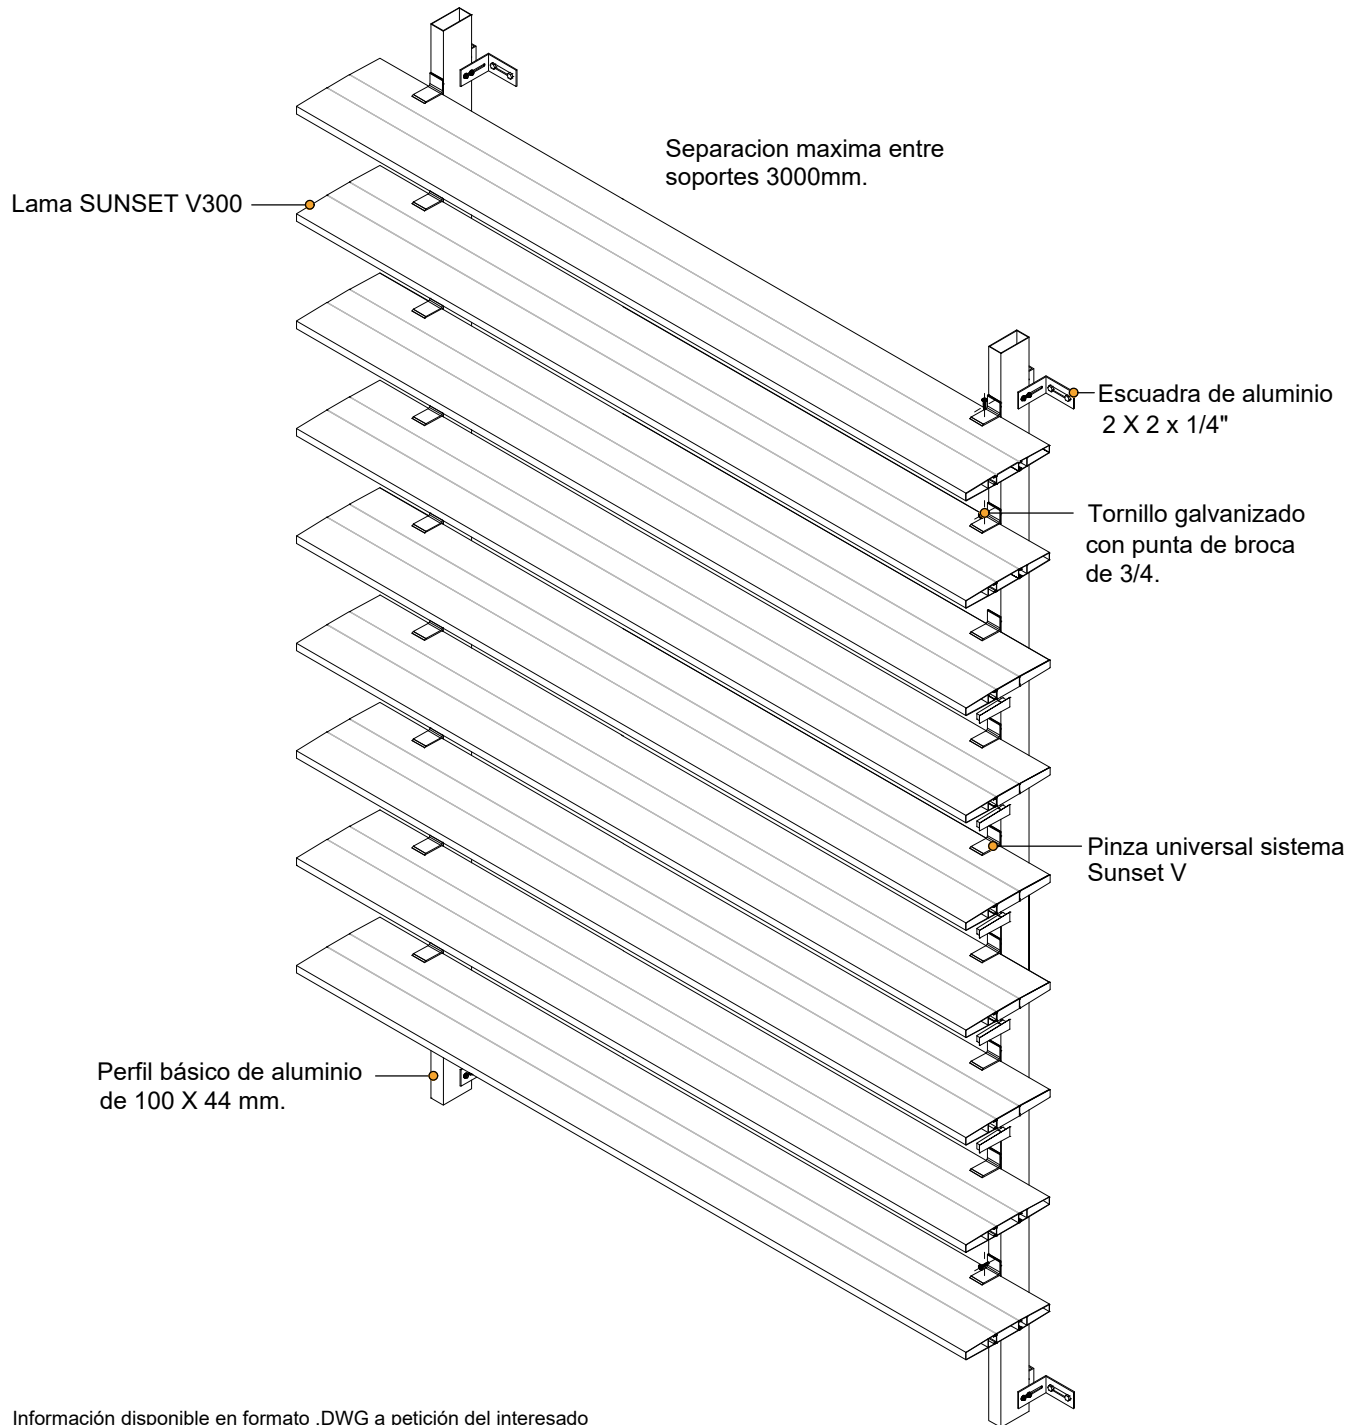 Separacion maxima entre
soportes 3000mm.
Lama SUNSET V300
Escuadra de aluminio
2 X 2 x 1/4"
Tornillo galvanizado
con punta de broca
de 3/4.
Pinza universal sistema
Sunset V
Perfil básico de aluminio
de 100 X 44 mm.
Información disponible en formato .DWG a petición del interesado